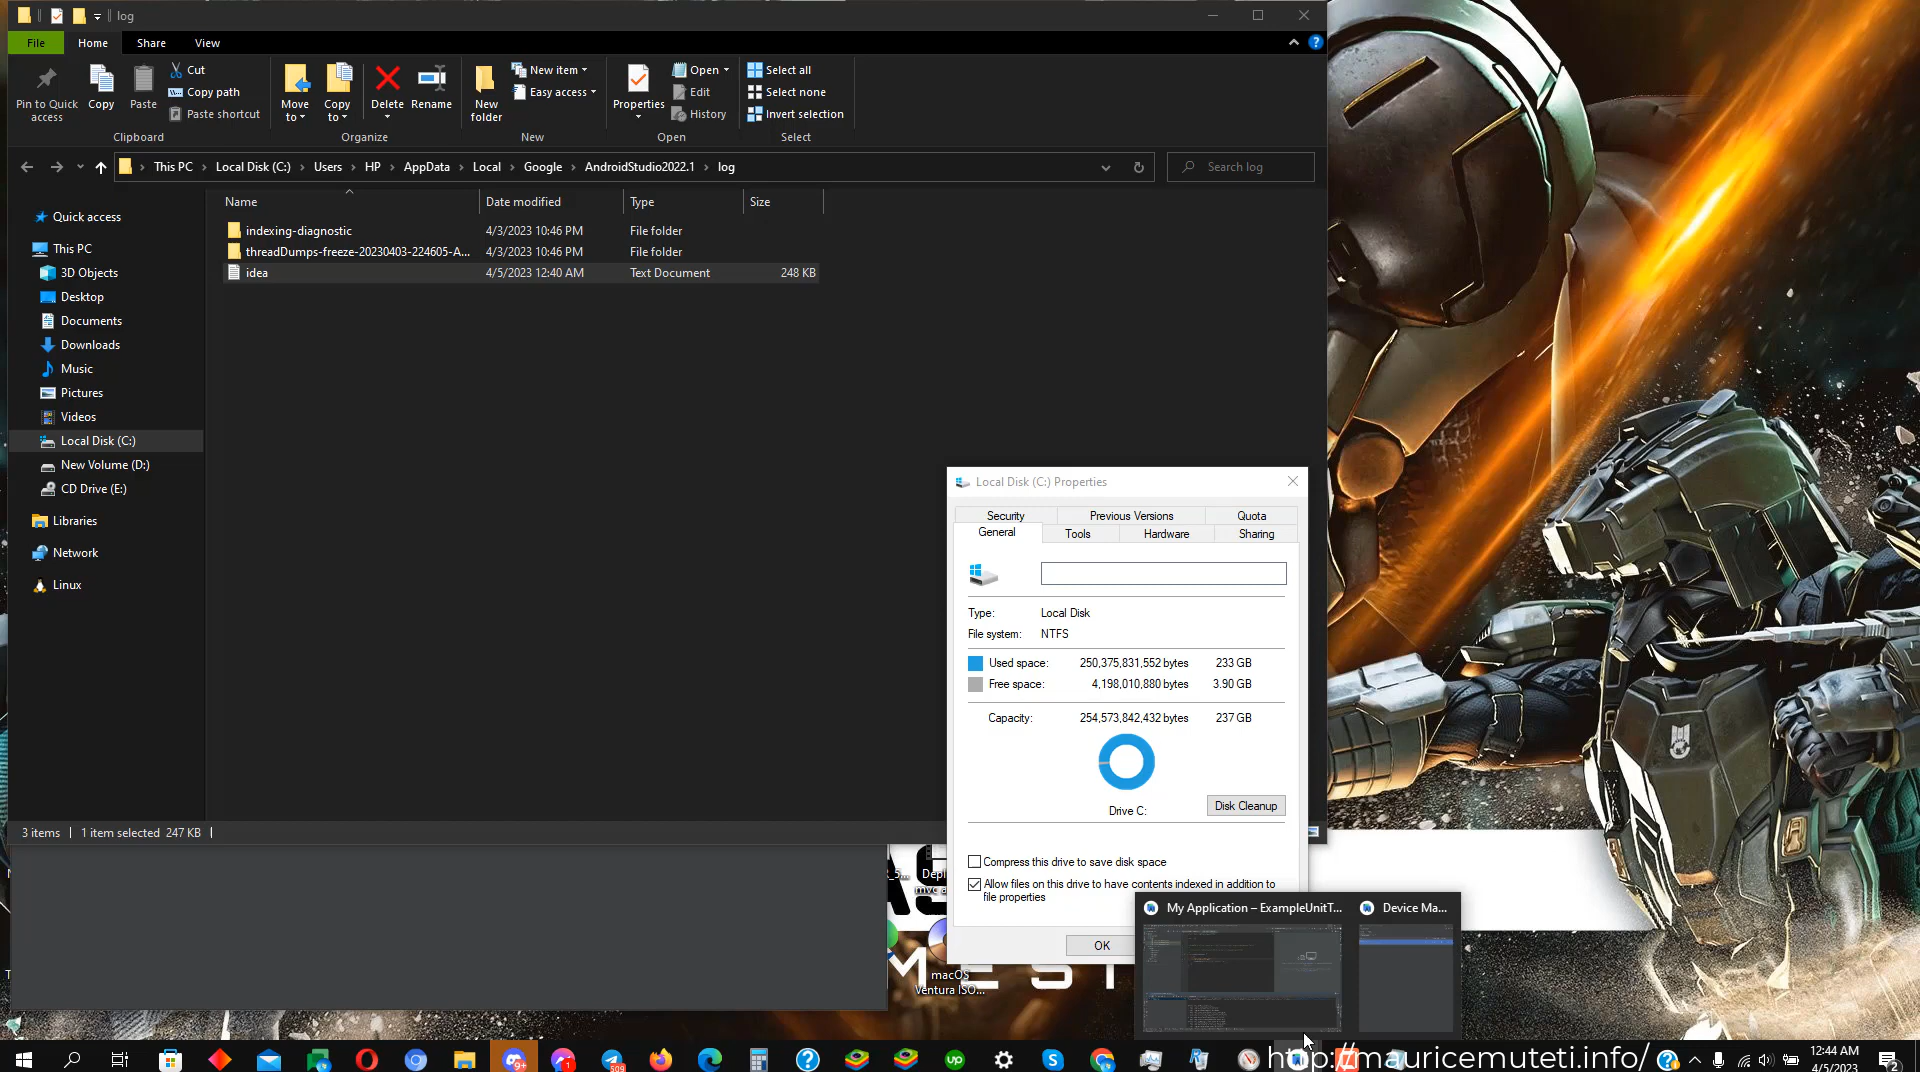 log
File
Home
Share
View
Pin to Quick access
Copy
Paste
Cut
Copy path
Paste shortcut
Clipboard
Move to
Copy to
Delete
Rename
Organize
New folder
New item
Easy access
New
Properties
Open
Edit
History
Open
Select all
Select none
Invert selection
Select
This PC
Local Disk (C:)
Users
HP
AppData
Local
Google
AndroidStudio2022.1
log
Search log
Name
Date modified
Type
Size
indexing-diagnostic 4/3/2023 10:46 PM File folder
threadDumps-freeze-20230403-224605-A... 4/3/2023 10:46 PM File folder
idea 4/5/2023 12:40 AM Text Document 248 KB
Quick access
This PC
3D Objects
Desktop
Documents
Downloads
Music
Pictures
Videos
Local Disk (C:)
New Volume (D:)
CD Drive (E:)
Libraries
Network
Linux
3 items
1 item selected 247 KB
Local Disk (C:) Properties
Security
Previous Versions
Quota
General
Tools
Hardware
Sharing
Type: Local Disk
File system: NTFS
Used space: 250,375,831,552 bytes 233 GB
Free space: 4,198,010,880 bytes 3.90 GB
Capacity: 254,573,842,432 bytes 237 GB
Drive C:
Disk Cleanup
Compress this drive to save disk space
Allow files on this drive to have contents indexed in addition to
file properties
OK
My Application – ExampleUnitT...
Device Ma...
macOS
Ventura ISO...
http://mauricemuteti.info/
12:44 AM
4/5/2023